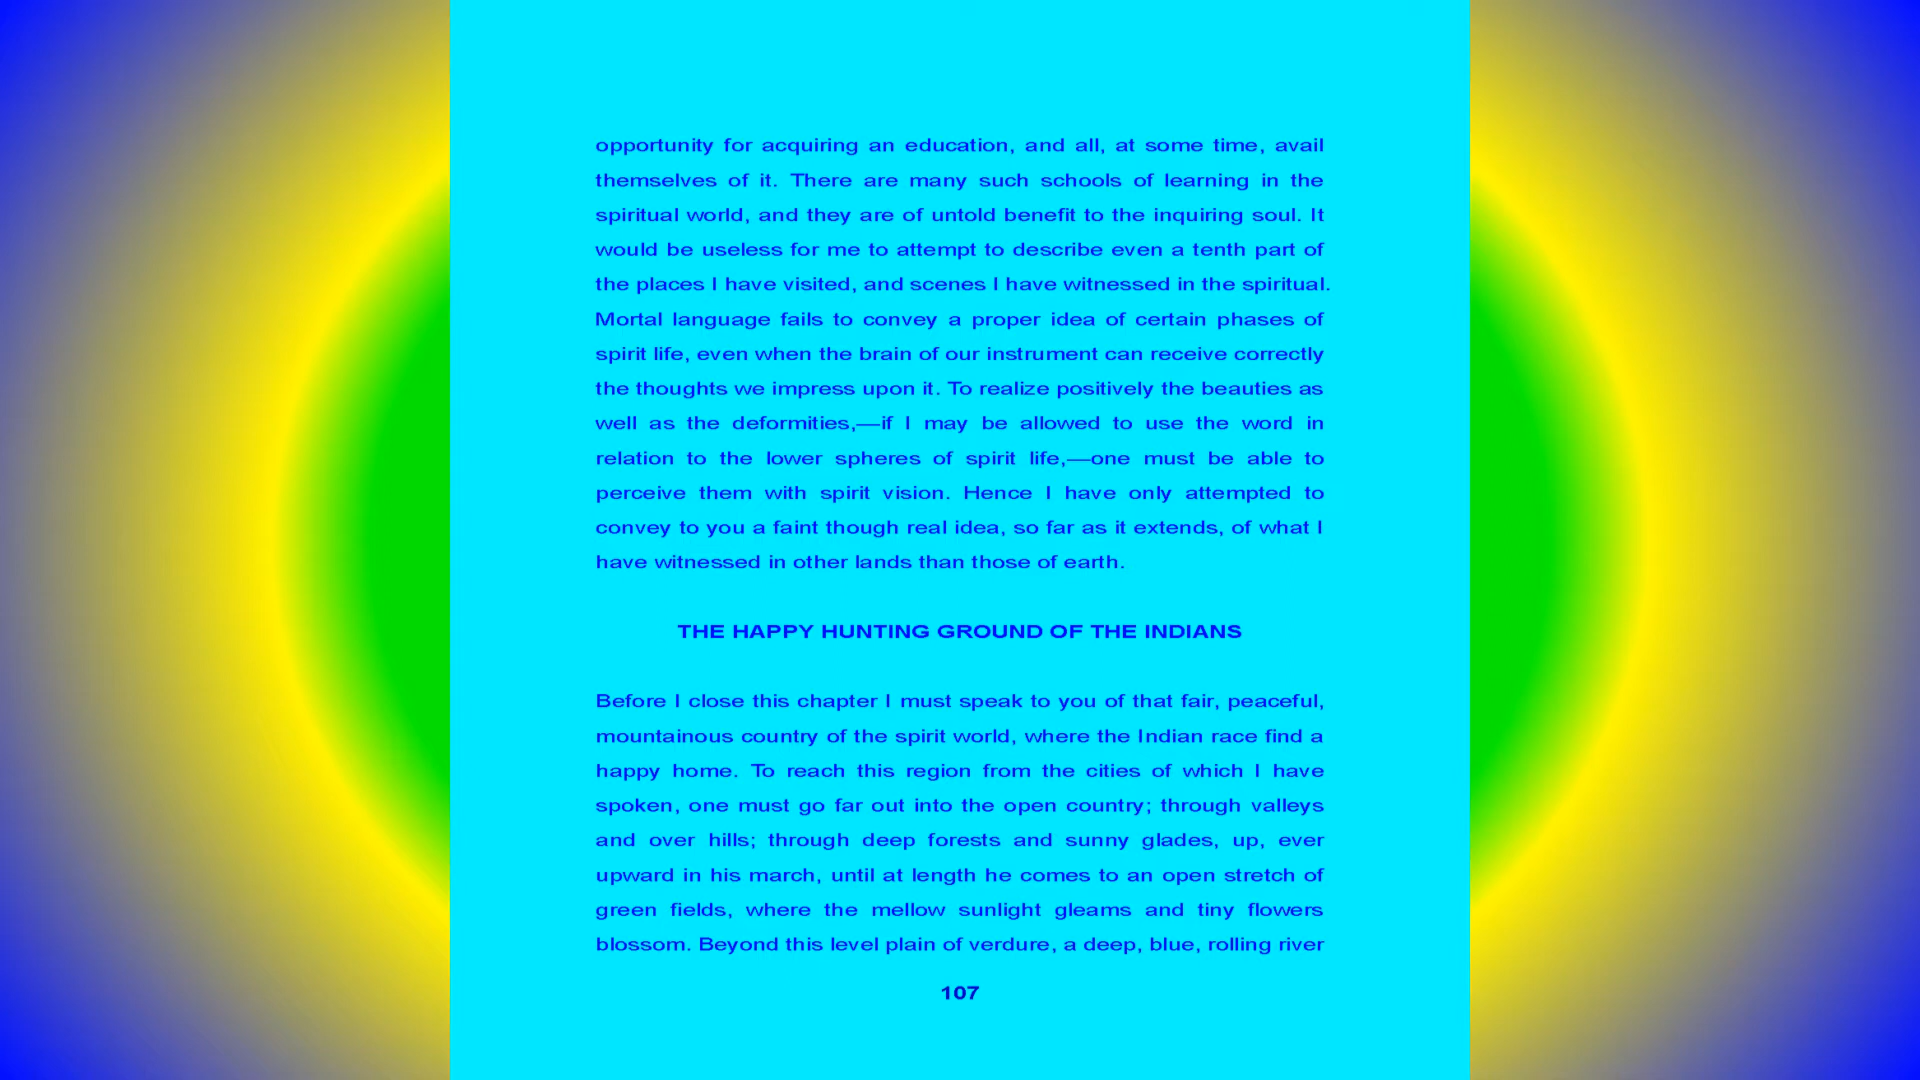 opportunity for acquiring an education, and all, at some time, avail
themselves of it. There are many such schools of learning in the
spiritual world, and they are of untold benefit to the inquiring soul. It
would be useless for me to attempt to describe even a tenth part of
the places I have visited, and scenes I have witnessed in the spiritual.
Mortal language fails to convey a proper idea of certain phases of
spirit life, even when the brain of our instrument can receive correctly
the thoughts we impress upon it. To realize positively the beauties as
well as the deformities,—if I may be allowed to use the word in
relation to the lower spheres of spirit life,—one must be able to
perceive them with spirit vision. Hence I have only attempted to
convey to you a faint though real idea, so far as it extends, of what I
have witnessed in other lands than those of earth.
THE HAPPY HUNTING GROUND OF THE INDIANS
Before I close this chapter I must speak to you of that fair, peaceful,
mountainous country of the spirit world, where the Indian race find a
happy home. To reach this region from the cities of which I have
spoken, one must go far out into the open country; through valleys
and over hills; through deep forests and sunny glades, up, ever
upward in his march, until at length he comes to an open stretch of
green fields, where the mellow sunlight gleams and tiny flowers
blossom. Beyond this level plain of verdure, a deep, blue, rolling river
107